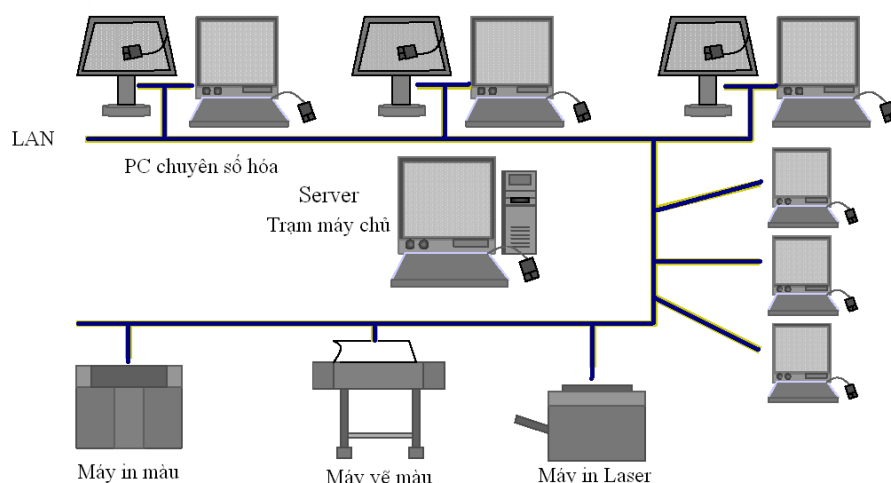 LAN
PC chuyên số hóa
Server
Trạm máy chủ
Máy in màu
Máy vẽ màu
Máy in Laser